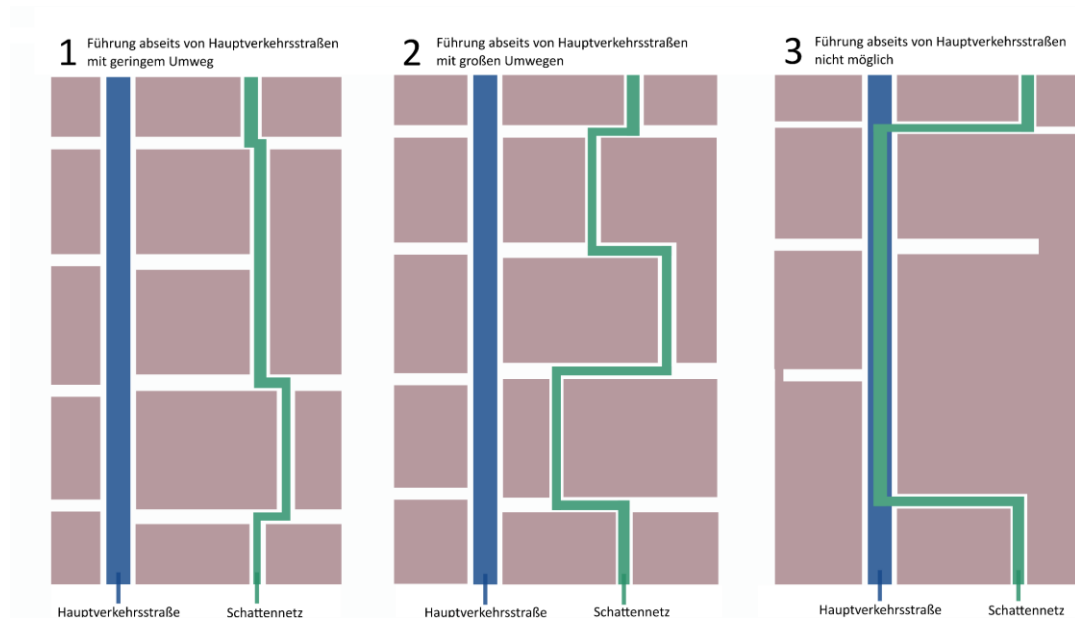 1 Führung abseits von Hauptverkehrsstraßen
mit geringem Umweg
2 Führung abseits von Hauptverkehrsstraßen
mit großen Umwegen
3 Führung abseits von Hauptverkehrsstraßen
nicht möglich
Hauptverkehrsstraße Schattennetz
Hauptverkehrsstraße Schattennetz
Hauptverkehrsstraße Schattennetz